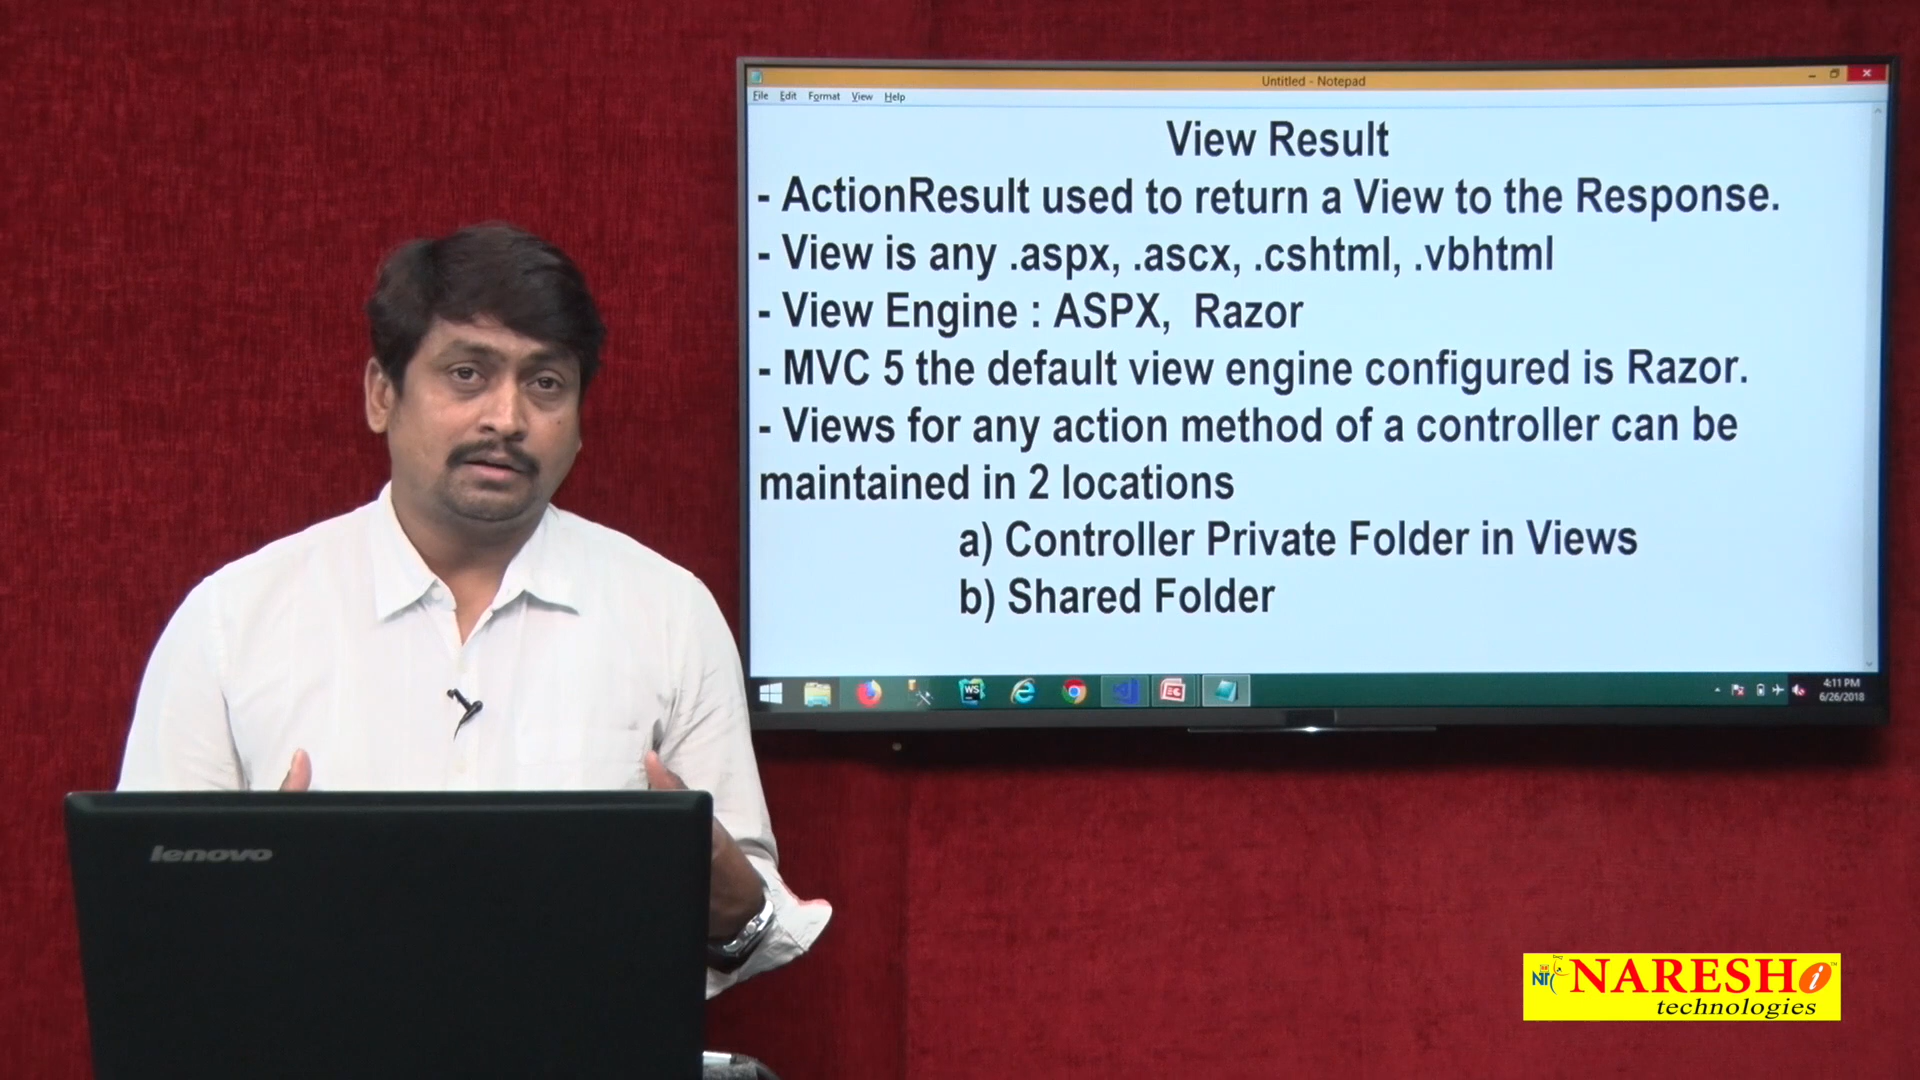 Untitled - Notepad
File Edit Format View Help
View Result
- ActionResult used to return a View to the Response.
- View is any .aspx, .ascx, .cshtml, .vbhtml
- View Engine : ASPX, Razor
- MVC 5 the default view engine configured is Razor.
- Views for any action method of a controller can be
maintained in 2 locations
a) Controller Private Folder in Views
b) Shared Folder
WS
4:11 PM
6/26/2018
lenovo
NARESH i
technologies